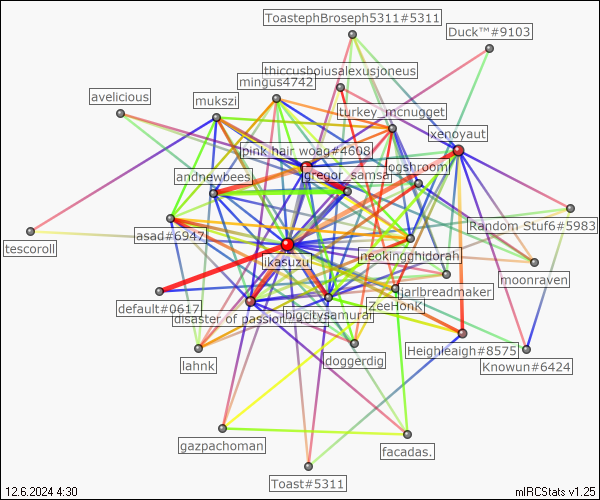 ToastephBroseph5311#5311
Duck™#9103
thiccusboiusalexusjoneus
mingus4742
avelicious
mukszi
turkey_mcnugget
xenoyaut
pink hair woag#4608
ogshroom
andnewbees
gregor_samsa
Random Stuf6#5983
asad#6947
tescoroll
neokingghidorah
ikasuzu
moonraven
jarlbreadmaker
default#0617
disaster of passion
bigcitysamurai
ZeeHonk
Heighleigh#8575
doggerdig
lahnk
Knowun#6424
gazpachoman
facadas.
Toast#5311
12.6.2024 4:30
mIRCStats v1.25